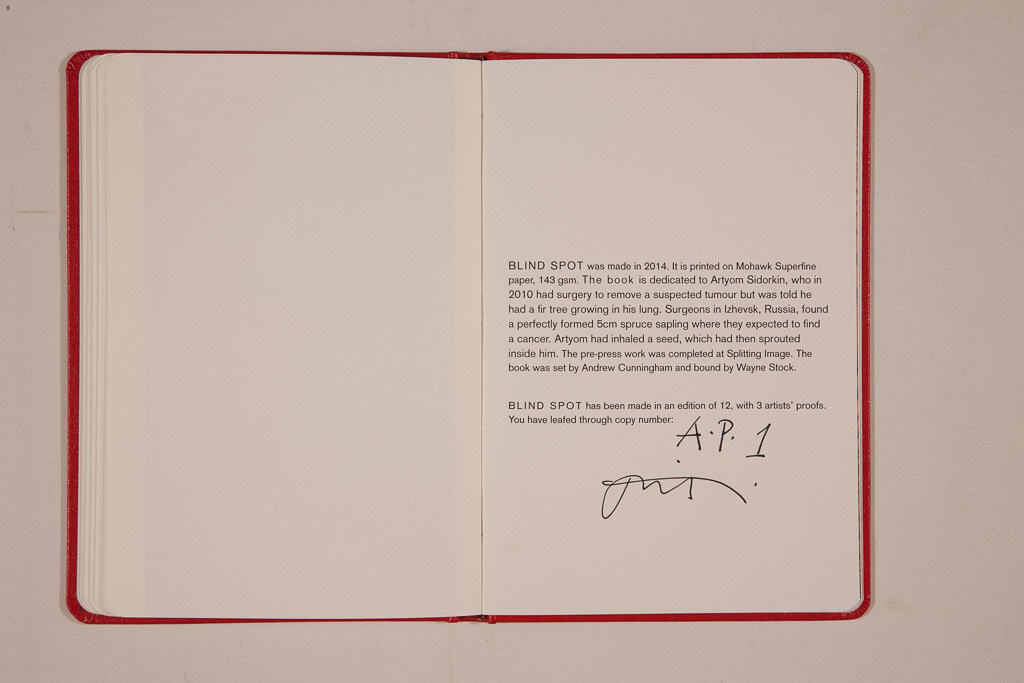 BLIND SPOT was made in 2014. It is printed on Mohawk Superfine
paper, 143 gsm. The book is dedicated to Artyom Sidorkin, who in
2010 had surgery to remove a suspected tumour but was told he
had a fir tree growing in his lung. Surgeons in Izhevsk, Russia, found
a perfectly formed 5cm spruce sapling where they expected to find
a cancer. Artyom had inhaled a seed, which had then sprouted
inside him. The pre-press work was completed at Splitting Image. The
book was set by Andrew Cunningham and bound by Wayne Stock.
BLIND SPOT has been made in an edition of 12, with 3 artists' proofs.
You have leafed through copy number:
A.P. 1